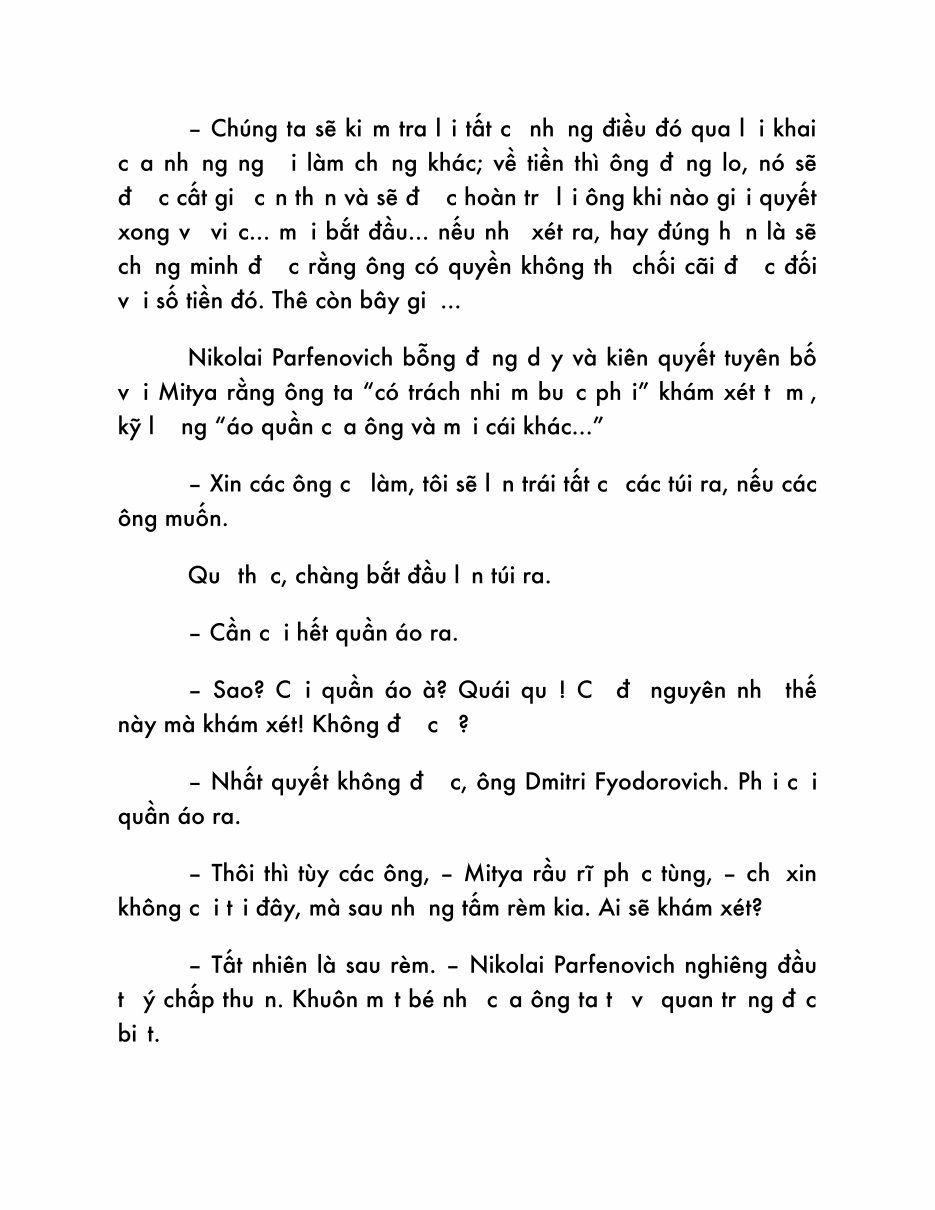 – Chúng ta sẽ ki m tra l i tất c nh ng điều đó qua l i khai
c a nh ng ng i làm ch ng khác; về tiền thì ông đ ng lo, nó sẽ
đ c cất gi c n th n và sẽ đ c hoàn tr l i ông khi nào gi i quyết
xong v vi c... m i bắt đầu... nếu nh xét ra, hay đúng h n là sẽ
ch ng minh đ c rằng ông có quyền không th chối cãi đ c đối
v i số tiền đó. Thê còn bây gi ...
Nikolai Parfenovich bỗng đ ng d y và kiên quyết tuyên bố
v i Mitya rằng ông ta “có trách nhi m bu c ph i” khám xét t m ,
kỹ l ng “áo quần c a ông và m i cái khác...”
– Xin các ông c làm, tôi sẽ l n trái tất c các túi ra, nếu các
ông muốn.
Qu th c, chàng bắt đầu l n túi ra.
– Cần c i hết quần áo ra.
– Sao? C i quần áo à? Quái qu ! C đ nguyên nh thế
này mà khám xét! Không đ c ?
– Nhất quyết không đ c, ông Dmitri Fyodorovich. Ph i c i
quần áo ra.
– Thôi thì tùy các ông, – Mitya rầu rĩ ph c tùng, – ch xin
không c i t i đây, mà sau nh ng tấm rèm kia. Ai sẽ khám xét?
– Tất nhiên là sau rèm. – Nikolai Parfenovich nghiêng đầu
t ý chấp thu n. Khuôn m t bé nh c a ông ta t v quan tr ng đ c
bi t.